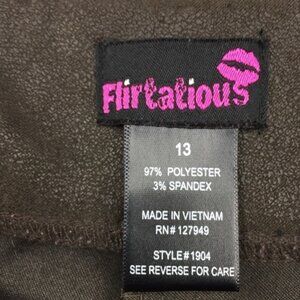 Flirtatious
13
97% POLYESTER
3% SPANDEX
MADE IN VIETNAM
RN# 127949
STYLE# 1904
SEE REVERSE FOR CARE